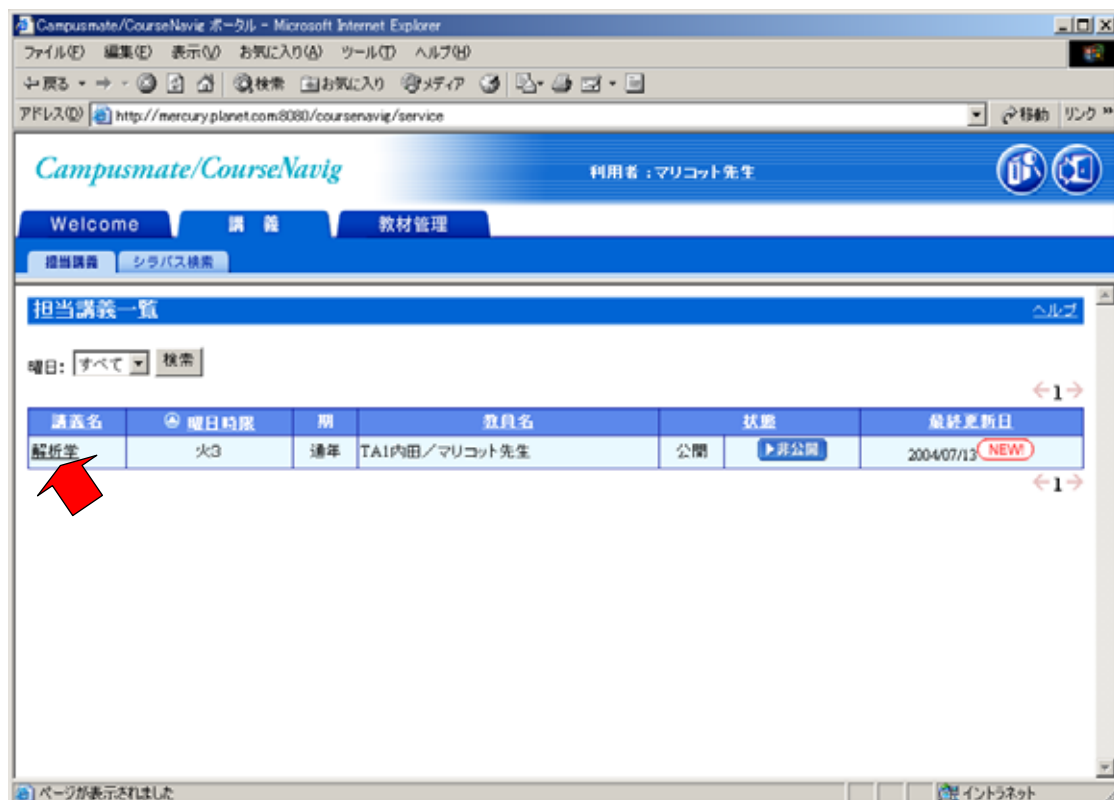 Campusmate/CourseNavig ポータル - Microsoft Internet Explorer
ファイル(F) 編集(E) 表示(V) お気に入り(A) ツール(T) ヘルプ(H)
戻る 検索 お気に入り メディア
アドレス(D) http://mercury.planet.com:8080/coursenavig/service 移動 リンク »
Campusmate/CourseNavig 利用者:マリコット先生
Welcome 講義 教材管理
担当講義 シラバス検索
担当講義一覧 ヘルプ
曜日: すべて 検索
←1→
講義名 曜日時限 期 教員名 状態 最終更新日
解析学 火3 通年 TA1内田/マリコット先生 公開 非公開 2004/07/13 NEW!
←1→
ページが表示されました イントラネット